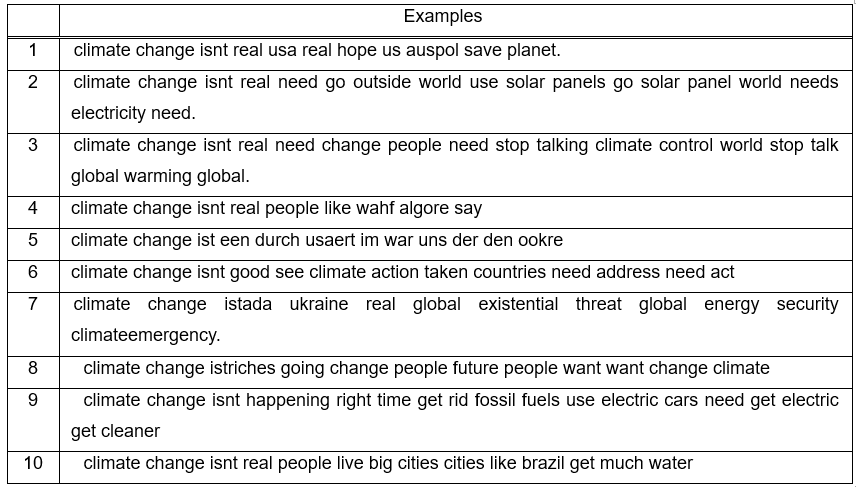 Examples
1 climate change isnt real usa real hope us auspol save planet.
2 climate change isnt real need go outside world use solar panels go solar panel world needs
electricity need.
3 climate change isnt real need change people need stop talking climate control world stop talk
global warming global.
4 climate change isnt real people like wahf algore say
5 climate change ist een durch usaert im war uns der den ookre
6 climate change isnt good see climate action taken countries need address need act
7 climate change istada ukraine real global existential threat global energy security
climateemergency.
8 climate change istriches going change people future people want want change climate
9 climate change isnt happening right time get rid fossil fuels use electric cars need get electric
get cleaner
10 climate change isnt real people live big cities cities like brazil get much water